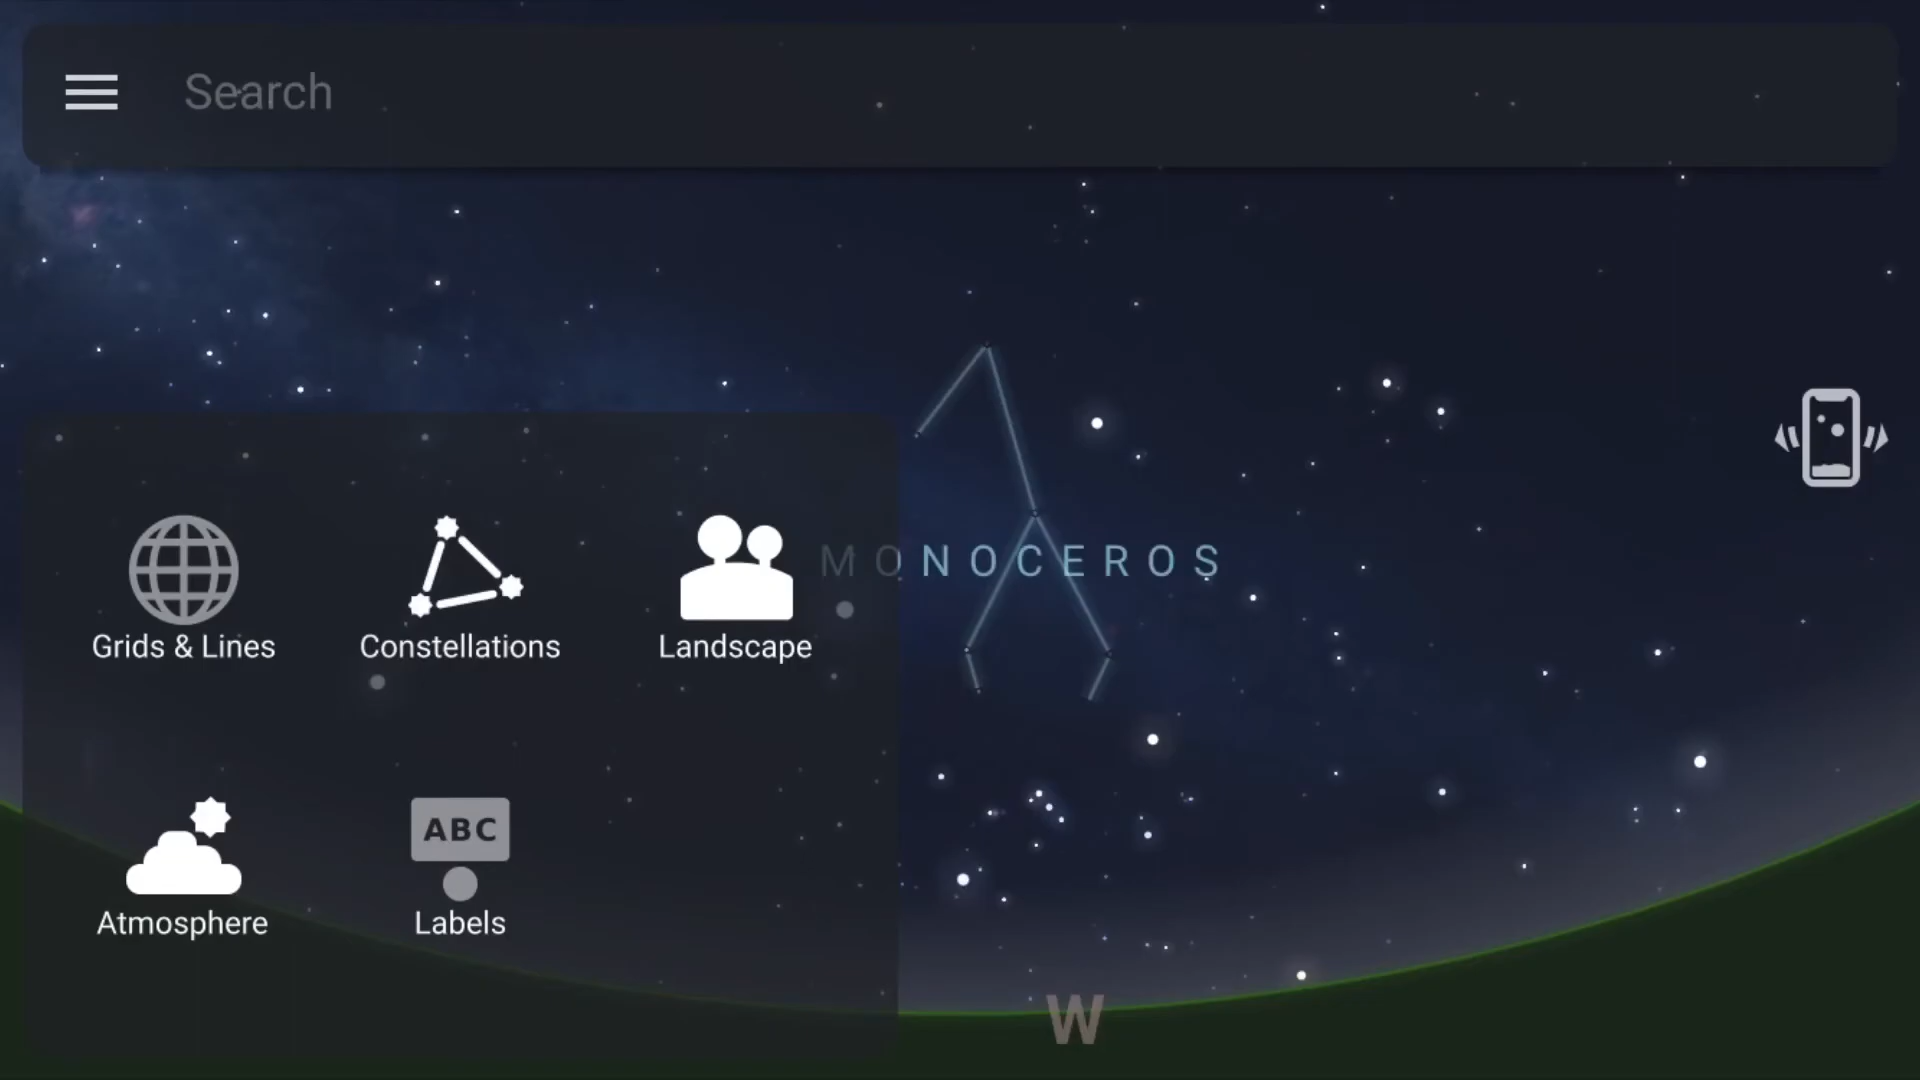 Search
MONOCEROS
Grids & Lines
Constellations
Landscape
ABC
Atmosphere
Labels
W